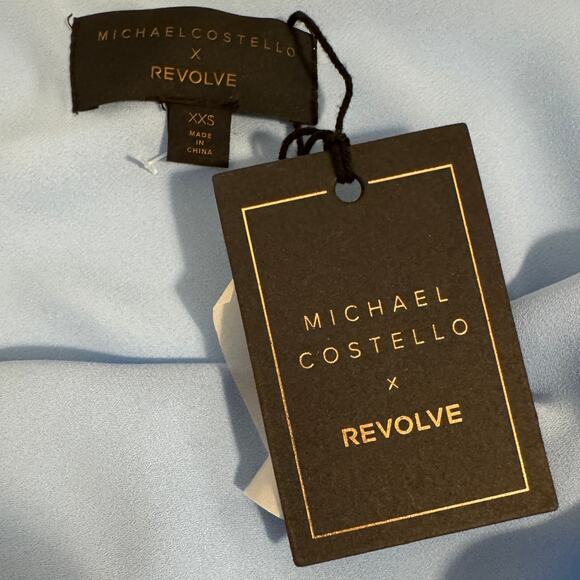 MICHAELCOSTELLO
X
REVOLVE
XXS
MADE
IN
CHINA
MICHAEL
COSTELLO
X
REVOLVE